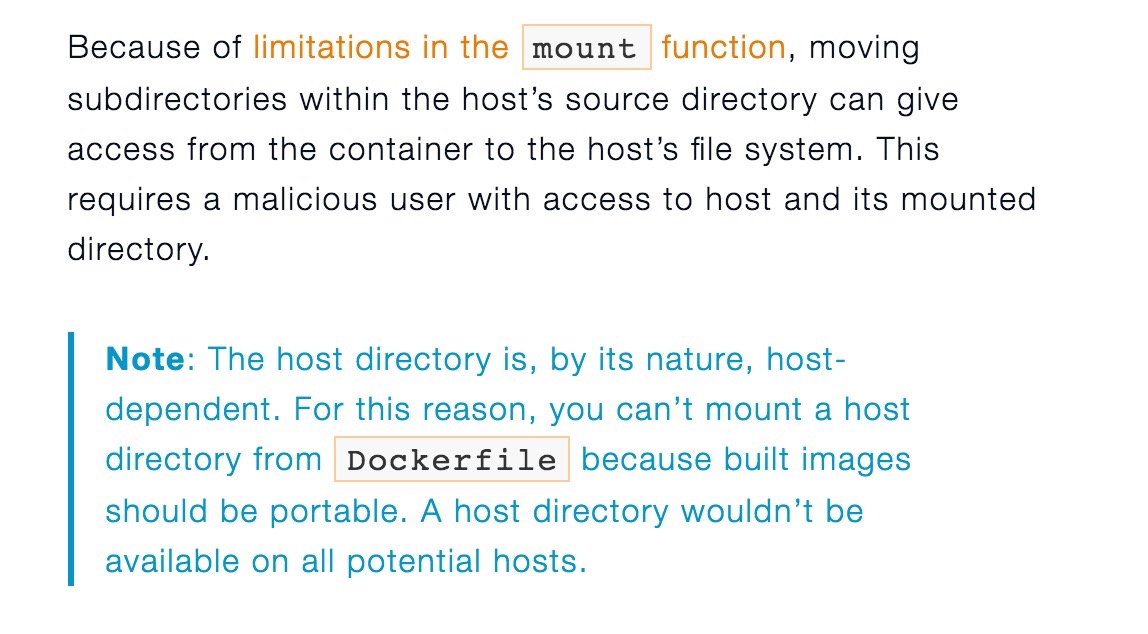 Because of limitations in the mount function, moving
subdirectories within the host’s source directory can give
access from the container to the host’s file system. This
requires a malicious user with access to host and its mounted
directory.
Note: The host directory is, by its nature, host-
dependent. For this reason, you can’t mount a host
directory from Dockerfile because built images
should be portable. A host directory wouldn’t be
available on all potential hosts.